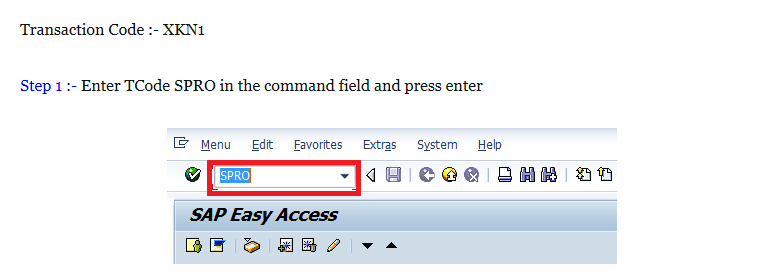 Transaction Code :- XKN1
Step 1 :- Enter TCode SPRO in the command field and press enter
Menu Edit Favorites Extras System Help
SPRO
SAP Easy Access